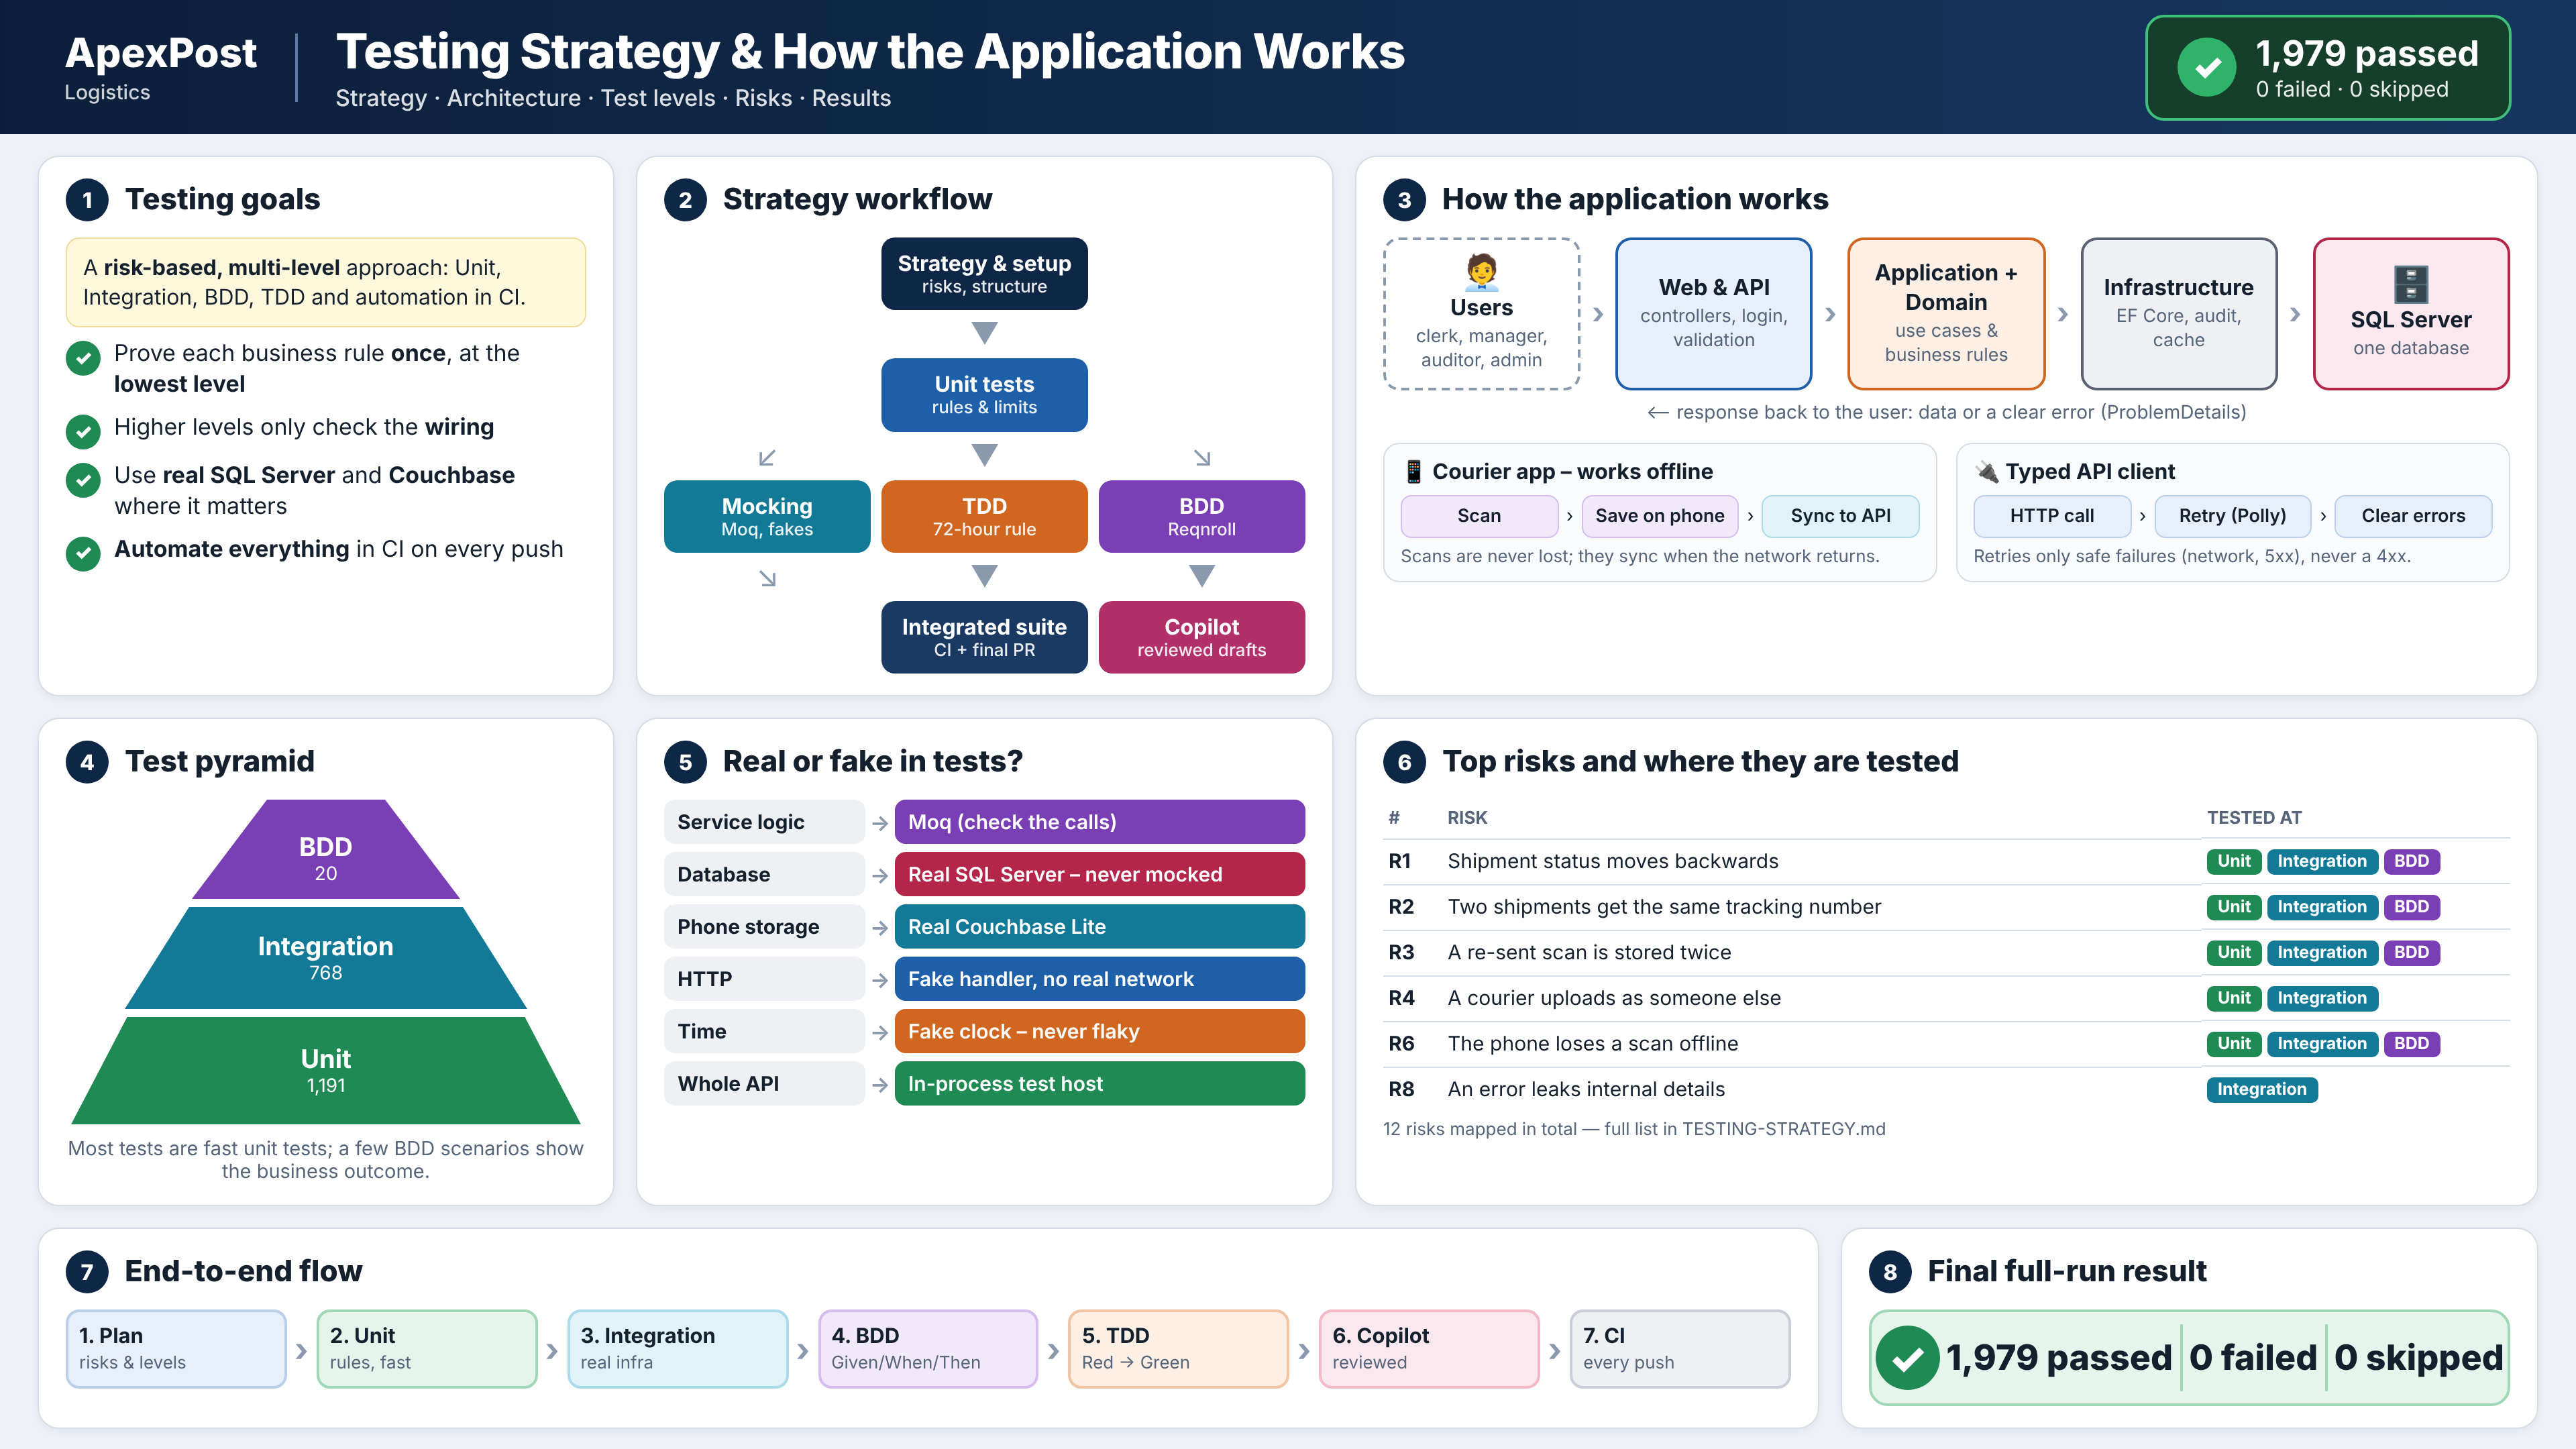 ApexPost
Logistics
Testing Strategy & How the Application Works
Strategy · Architecture · Test levels · Risks · Results
1,979 passed
0 failed · 0 skipped
1 Testing goals
A risk-based, multi-level approach: Unit,
Integration, BDD, TDD and automation in CI.
Prove each business rule once, at the
lowest level
Higher levels only check the wiring
Use real SQL Server and Couchbase
where it matters
Automate everything in CI on every push
2 Strategy workflow
Strategy & setup
risks, structure
Unit tests
rules & limits
Mocking
Moq, fakes
TDD
72-hour rule
BDD
Reqnroll
Integrated suite
CI + final PR
Copilot
reviewed drafts
3 How the application works
Users
clerk, manager,
auditor, admin
›
Web & API
controllers, login,
validation
›
Application +
Domain
use cases &
business rules
›
Infrastructure
EF Core, audit,
cache
›
SQL Server
one database
← response back to the user: data or a clear error (ProblemDetails)
Courier app – works offline
Scan › Save on phone › Sync to API
Scans are never lost; they sync when the network returns.
Typed API client
HTTP call › Retry (Polly) › Clear errors
Retries only safe failures (network, 5xx), never a 4xx.
4 Test pyramid
BDD
20
Integration
768
Unit
1,191
Most tests are fast unit tests; a few BDD scenarios show
the business outcome.
5 Real or fake in tests?
Service logic → Moq (check the calls)
Database → Real SQL Server – never mocked
Phone storage → Real Couchbase Lite
HTTP → Fake handler, no real network
Time → Fake clock – never flaky
Whole API → In-process test host
6 Top risks and where they are tested
# RISK TESTED AT
R1 Shipment status moves backwards Unit Integration BDD
R2 Two shipments get the same tracking number Unit Integration BDD
R3 A re-sent scan is stored twice Unit Integration BDD
R4 A courier uploads as someone else Unit Integration
R6 The phone loses a scan offline Unit Integration BDD
R8 An error leaks internal details Integration
12 risks mapped in total — full list in TESTING-STRATEGY.md
7 End-to-end flow
1. Plan
risks & levels
›
2. Unit
rules, fast
›
3. Integration
real infra
›
4. BDD
Given/When/Then
›
5. TDD
Red → Green
›
6. Copilot
reviewed
›
7. CI
every push
8 Final full-run result
1,979 passed 0 failed 0 skipped